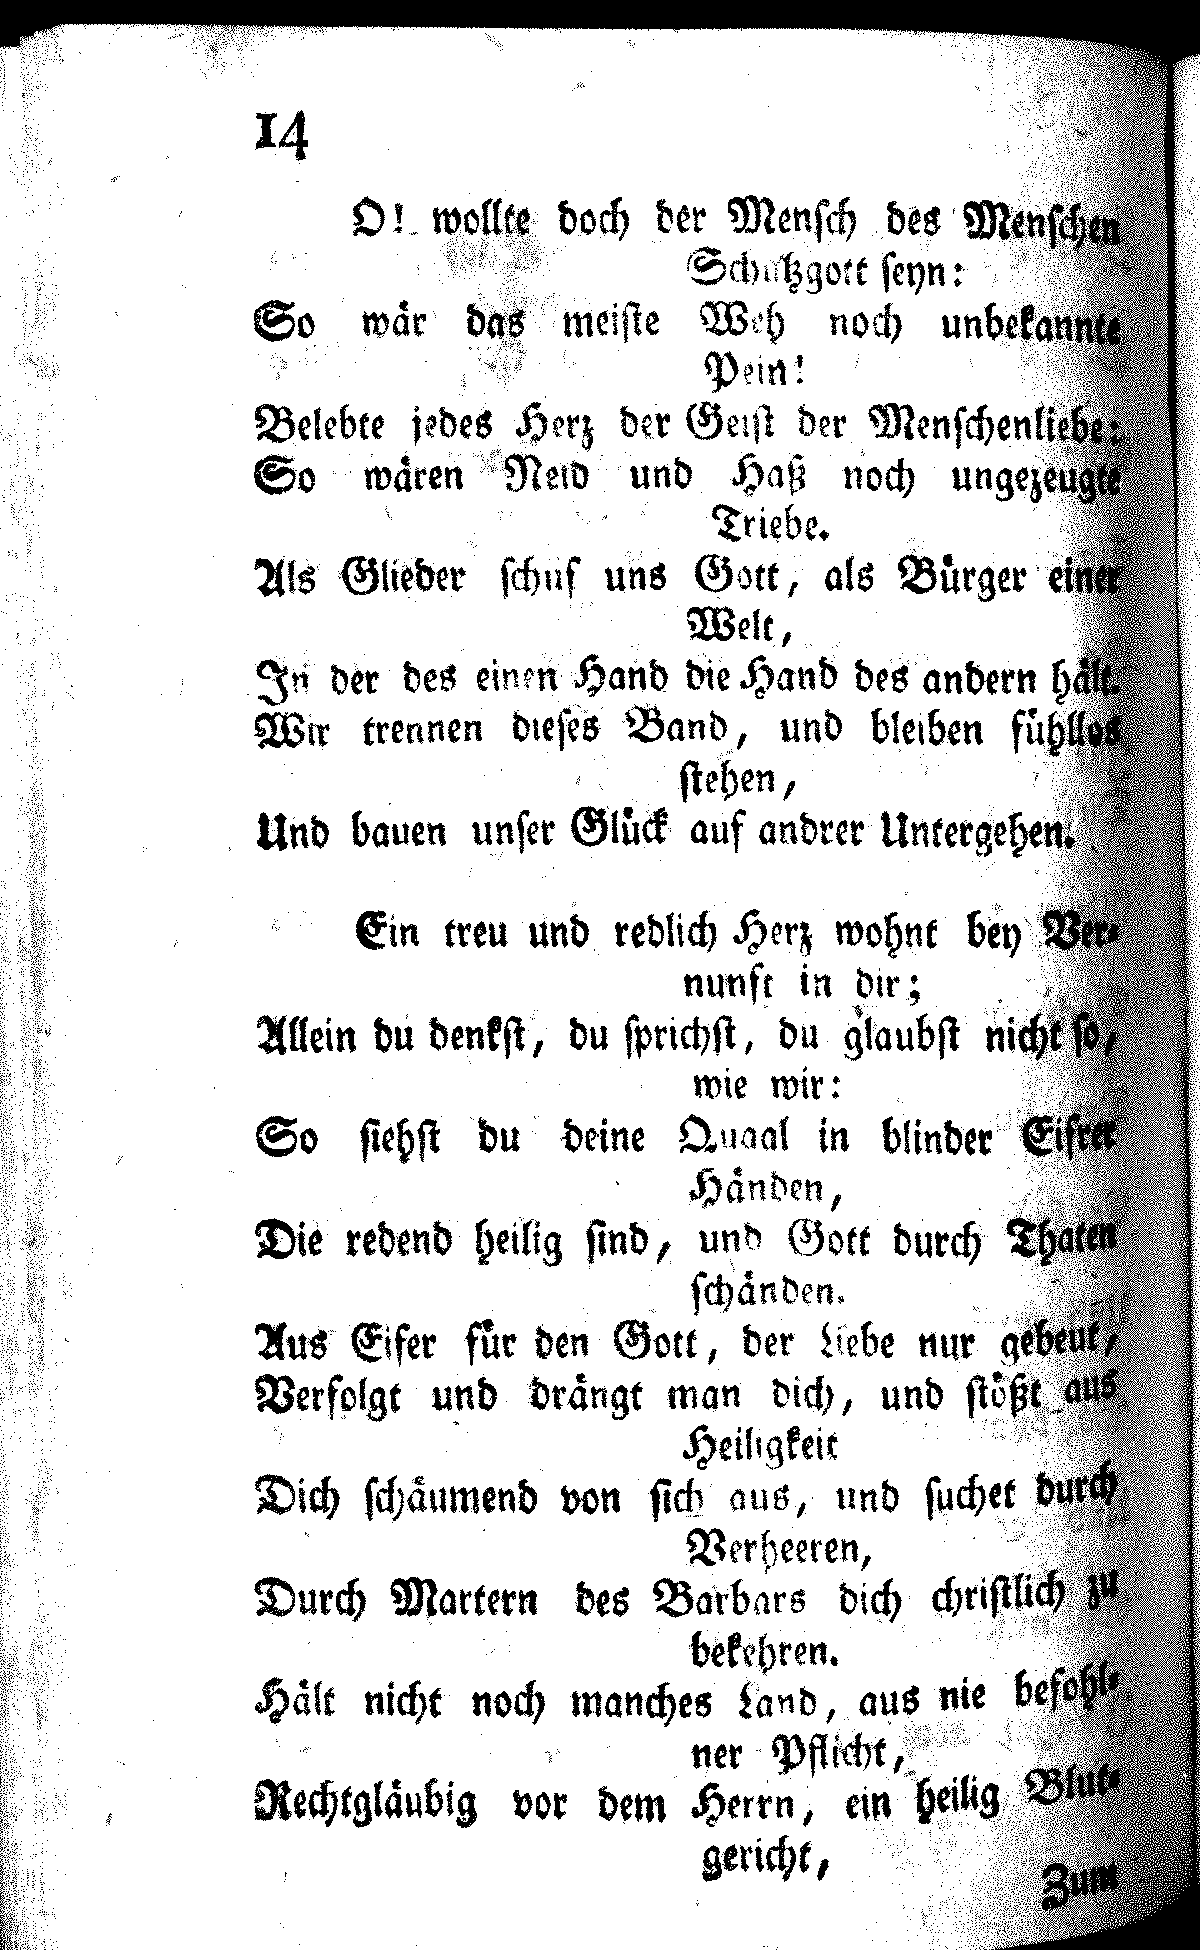 14
O! wollte doch der Menſch des Menſchen
Schutzgott ſeyn:
So wär das meiſte Weh noch unbekannte
Pein!
Belebte jedes Herz der Geiſt der Menſchenliebe:
So wären Neid und Haß noch ungezeugte
Triebe.
Als Glieder ſchuf uns Gott, als Bürger einer
Welt,
In der des einen Hand die Hand des andern hält.
Wir trennen dieſes Band, und bleiben fühllos
ſtehen,
Und bauen unſer Glück auf andrer Untergehen.
Ein treu und redlich Herz wohnt bey Ver-
nunft in dir;
Allein du denkſt, du ſprichſt, du glaubſt nicht ſo,
wie wir:
So ſiehſt du deine Quaal in blinder Eifrer
Händen,
Die redend heilig ſind, und Gott durch Thaten
ſchänden.
Aus Eifer für den Gott, der Liebe nur gebeut,
Verfolgt und drängt man dich, und ſtößt aus
Heiligkeit
Dich ſchäumend von ſich aus, und ſuchet durch
Verheeren,
Durch Martern des Barbars dich chriſtlich zu
bekehren.
Hält nicht noch manches Land, aus nie befohl-
ner Pflicht,
Rechtgläubig vor dem Herrn, ein heilig Blut-
gericht,
Zum